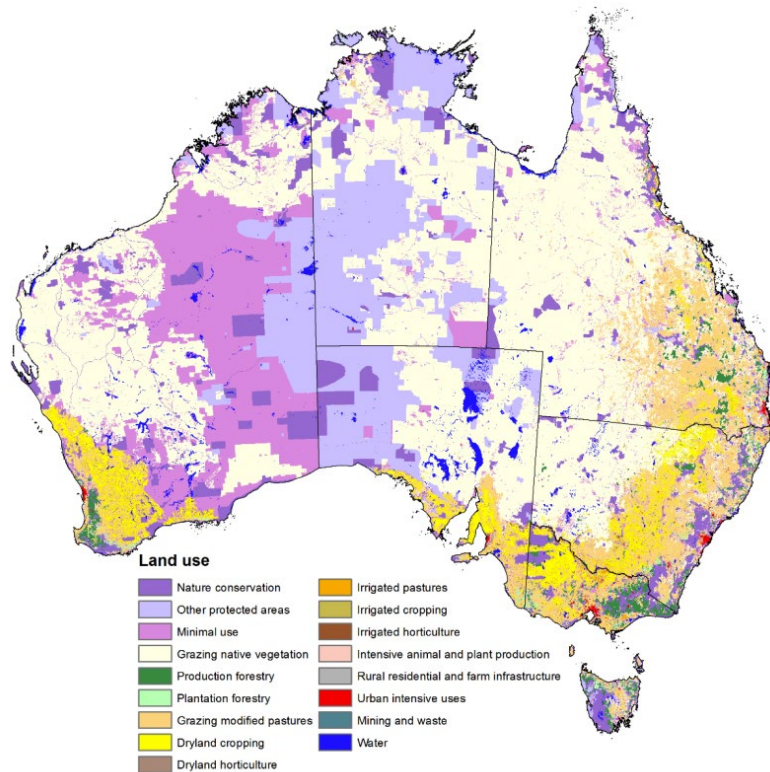 Land use
Nature conservation
Other protected areas
Minimal use
Grazing native vegetation
Production forestry
Plantation forestry
Grazing modified pastures
Dryland cropping
Dryland horticulture
Irrigated pastures
Irrigated cropping
Irrigated horticulture
Intensive animal and plant production
Rural residential and farm infrastructure
Urban intensive uses
Mining and waste
Water